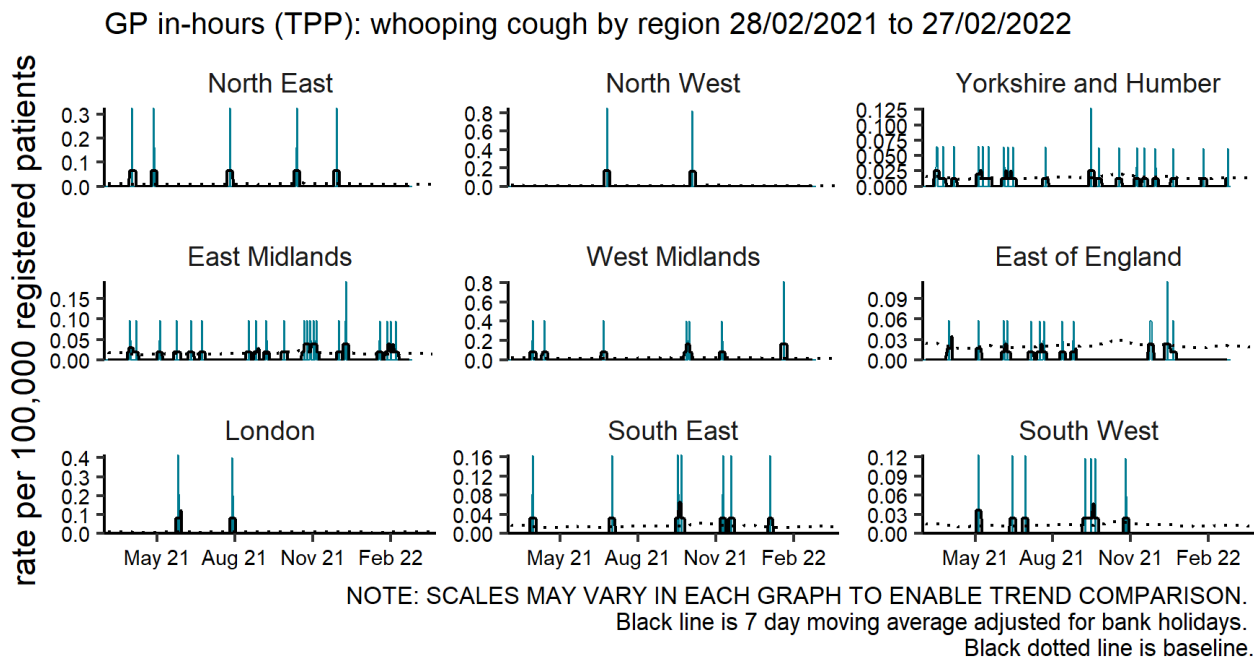 GP in-hours (TPP): whooping cough by region 28/02/2021 to 27/02/2022
rate per 100,000 registered patients
North East
0.3
0.2
0.1
0.0
North West
0.8
0.6
0.4
0.2
0.0
Yorkshire and Humber
0.125
0.100
0.075
0.050
0.025
0.000
East Midlands
0.15
0.10
0.05
0.00
West Midlands
0.8
0.6
0.4
0.2
0.0
East of England
0.09
0.06
0.03
0.00
London
0.4
0.3
0.2
0.1
0.0
May 21 Aug 21 Nov 21 Feb 22
South East
0.16
0.12
0.08
0.04
0.00
May 21 Aug 21 Nov 21 Feb 22
South West
0.12
0.09
0.06
0.03
0.00
May 21 Aug 21 Nov 21 Feb 22
NOTE: SCALES MAY VARY IN EACH GRAPH TO ENABLE TREND COMPARISON.
Black line is 7 day moving average adjusted for bank holidays.
Black dotted line is baseline.